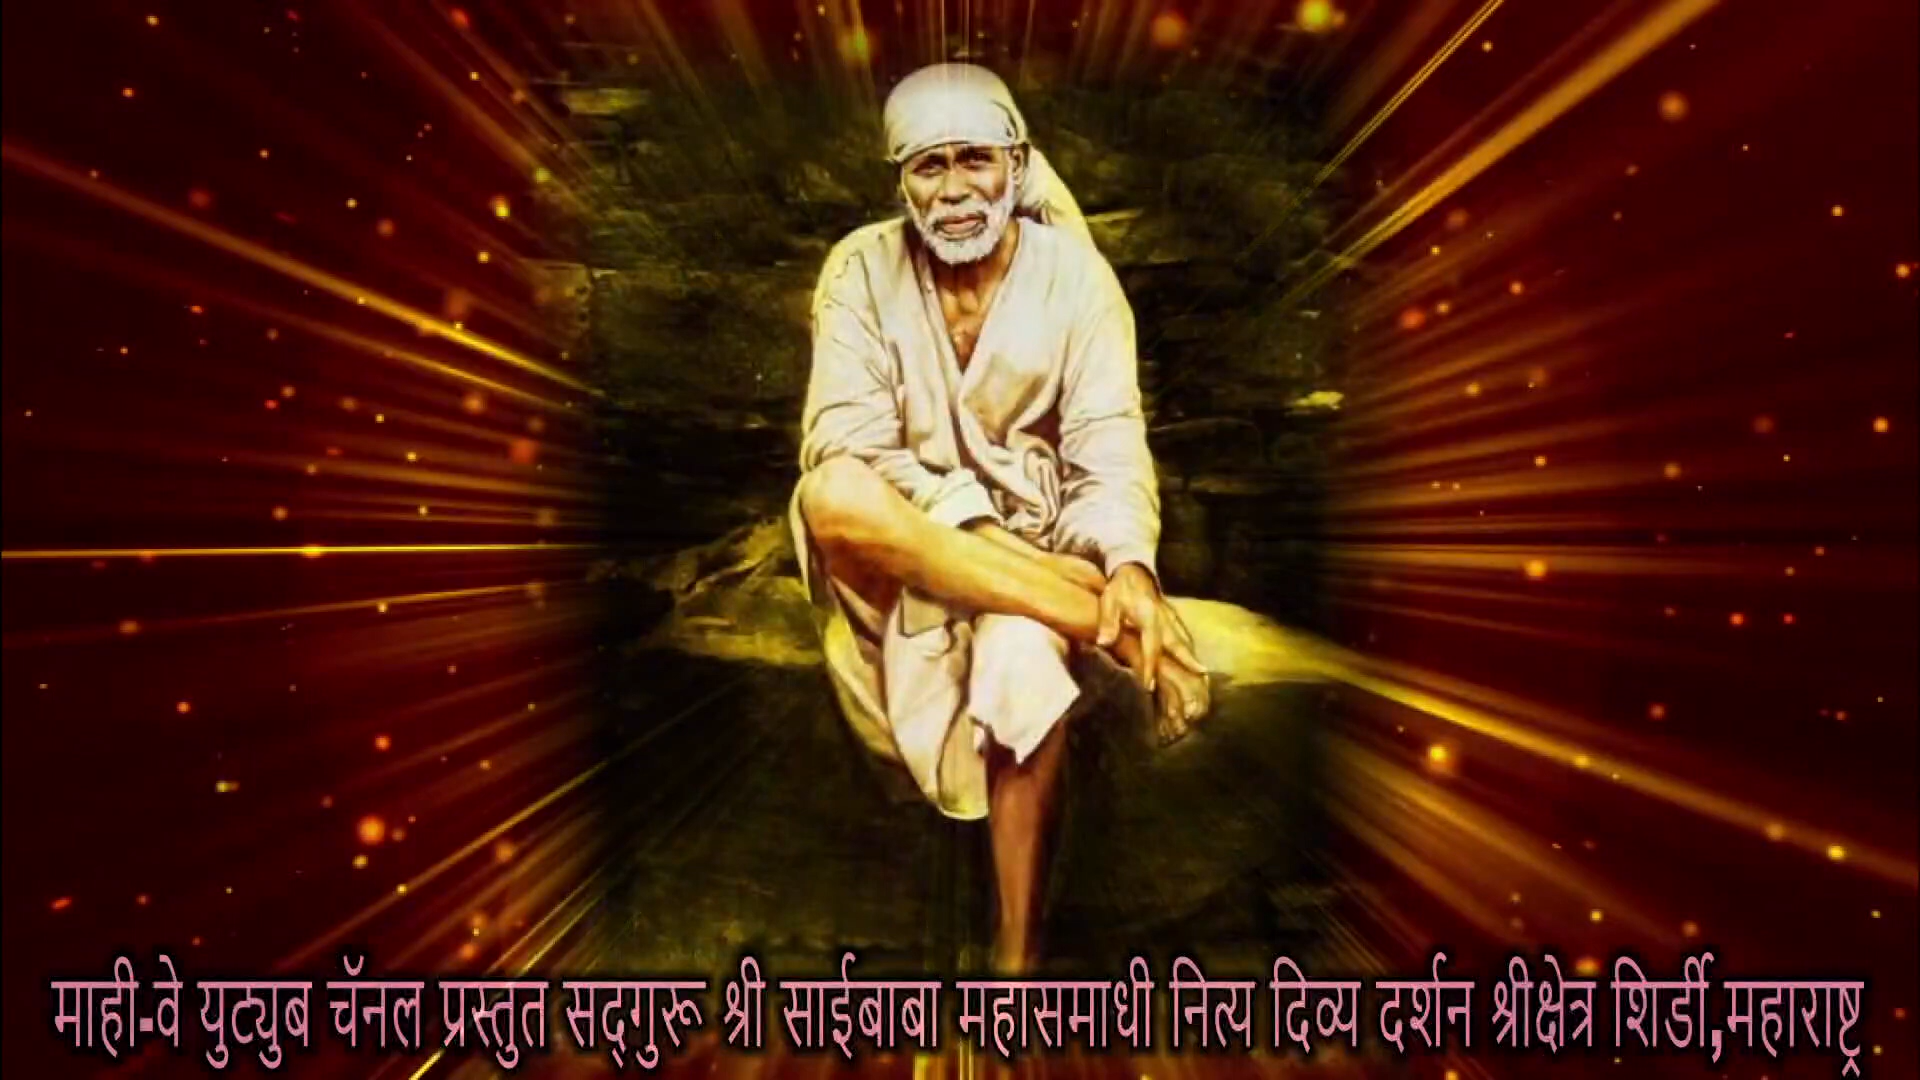 माही-वे युट्युब चॅनल प्रस्तुत सद्‌गुरू श्री साईबाबा महासमाधी नित्य दिव्य दर्शन श्रीक्षेत्र शिर्डी,महाराष्ट्र